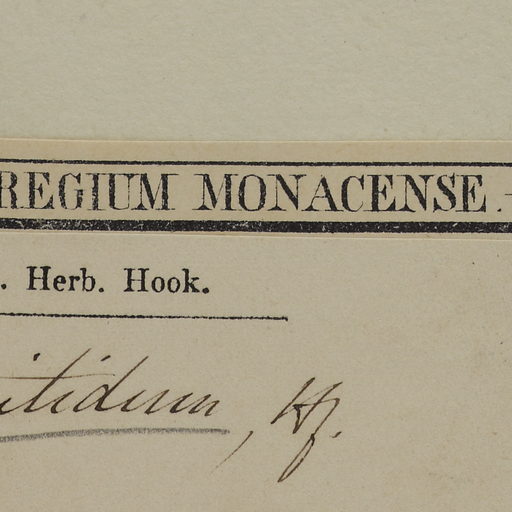 REGIUM MONACENSE.-
. Herb. Hook.
itidum, Hf.